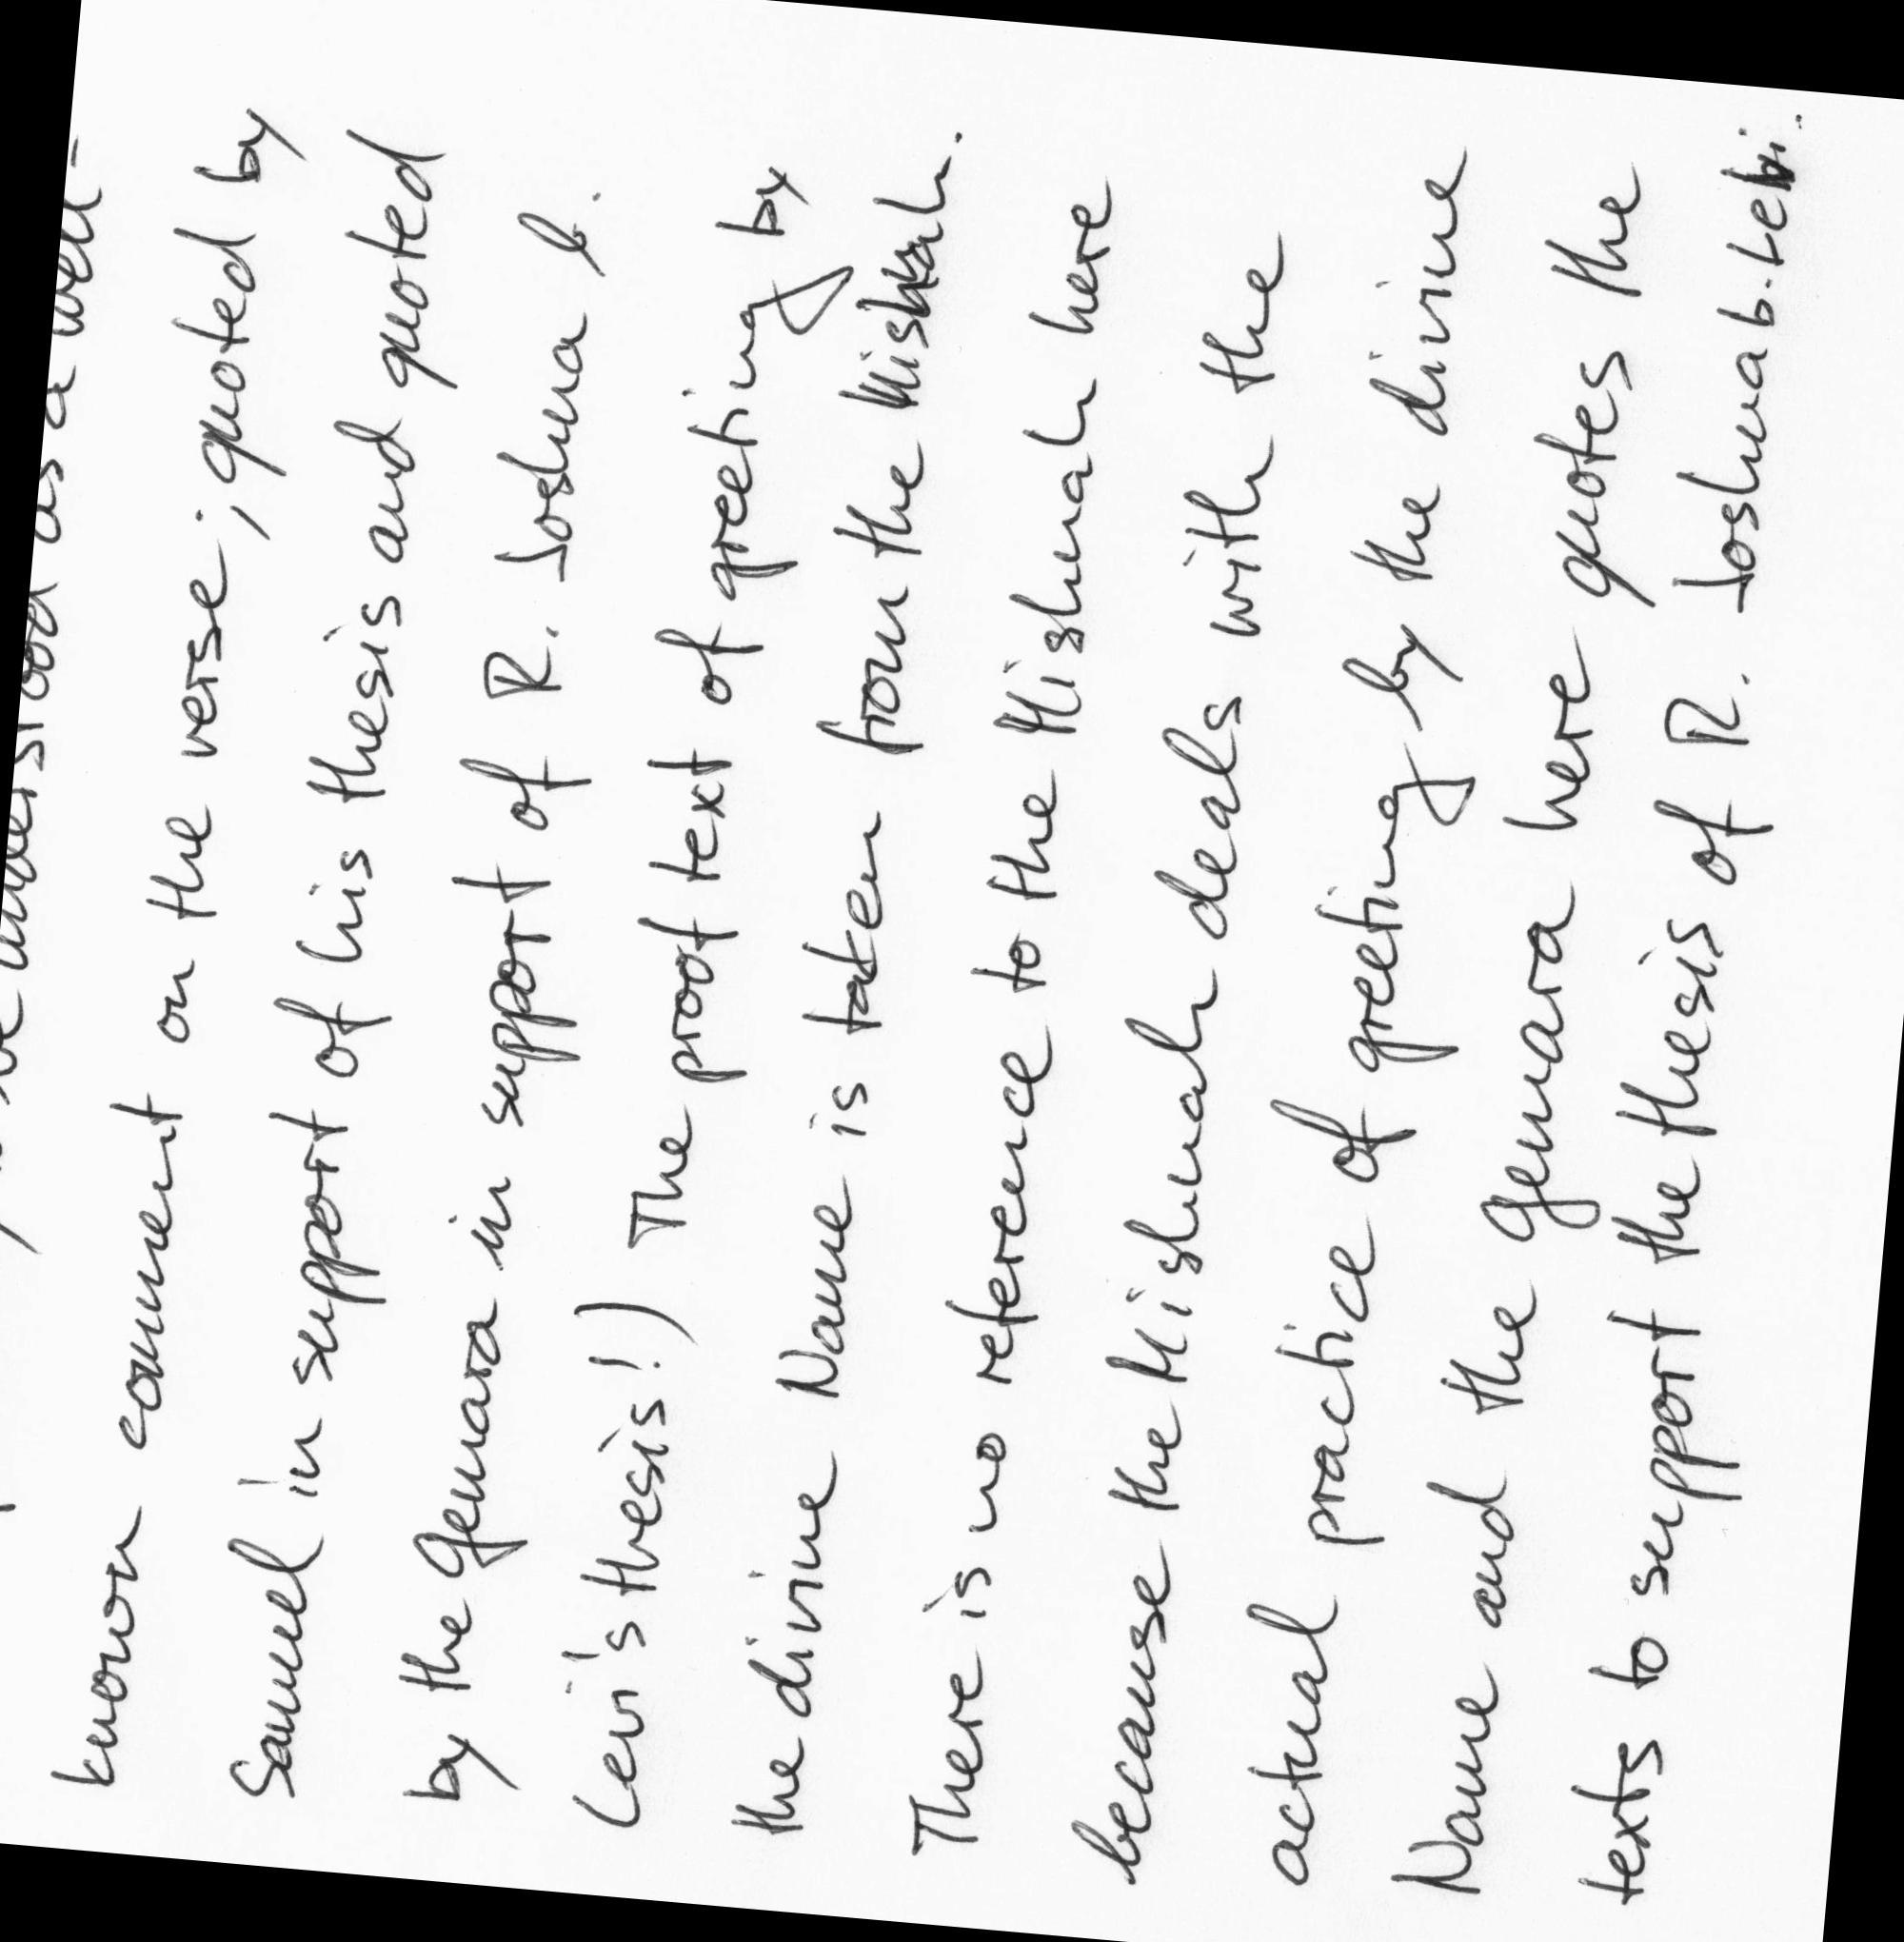 be understood as a well-
known comment on the verse; quoted by
Samuel in support of his thesis and quoted
by the Gemara in support of R. Joshua b.
Levi's thesis!) The proof text of greeting by
the divine Name is taken from the Mishnah.
There is no reference to the Mishnah here
because the Mishnah deals with the
actual practice of greeting by the divine
Name and the Gemara here quotes the
texts to support the thesis of R. Joshua b. Levi.